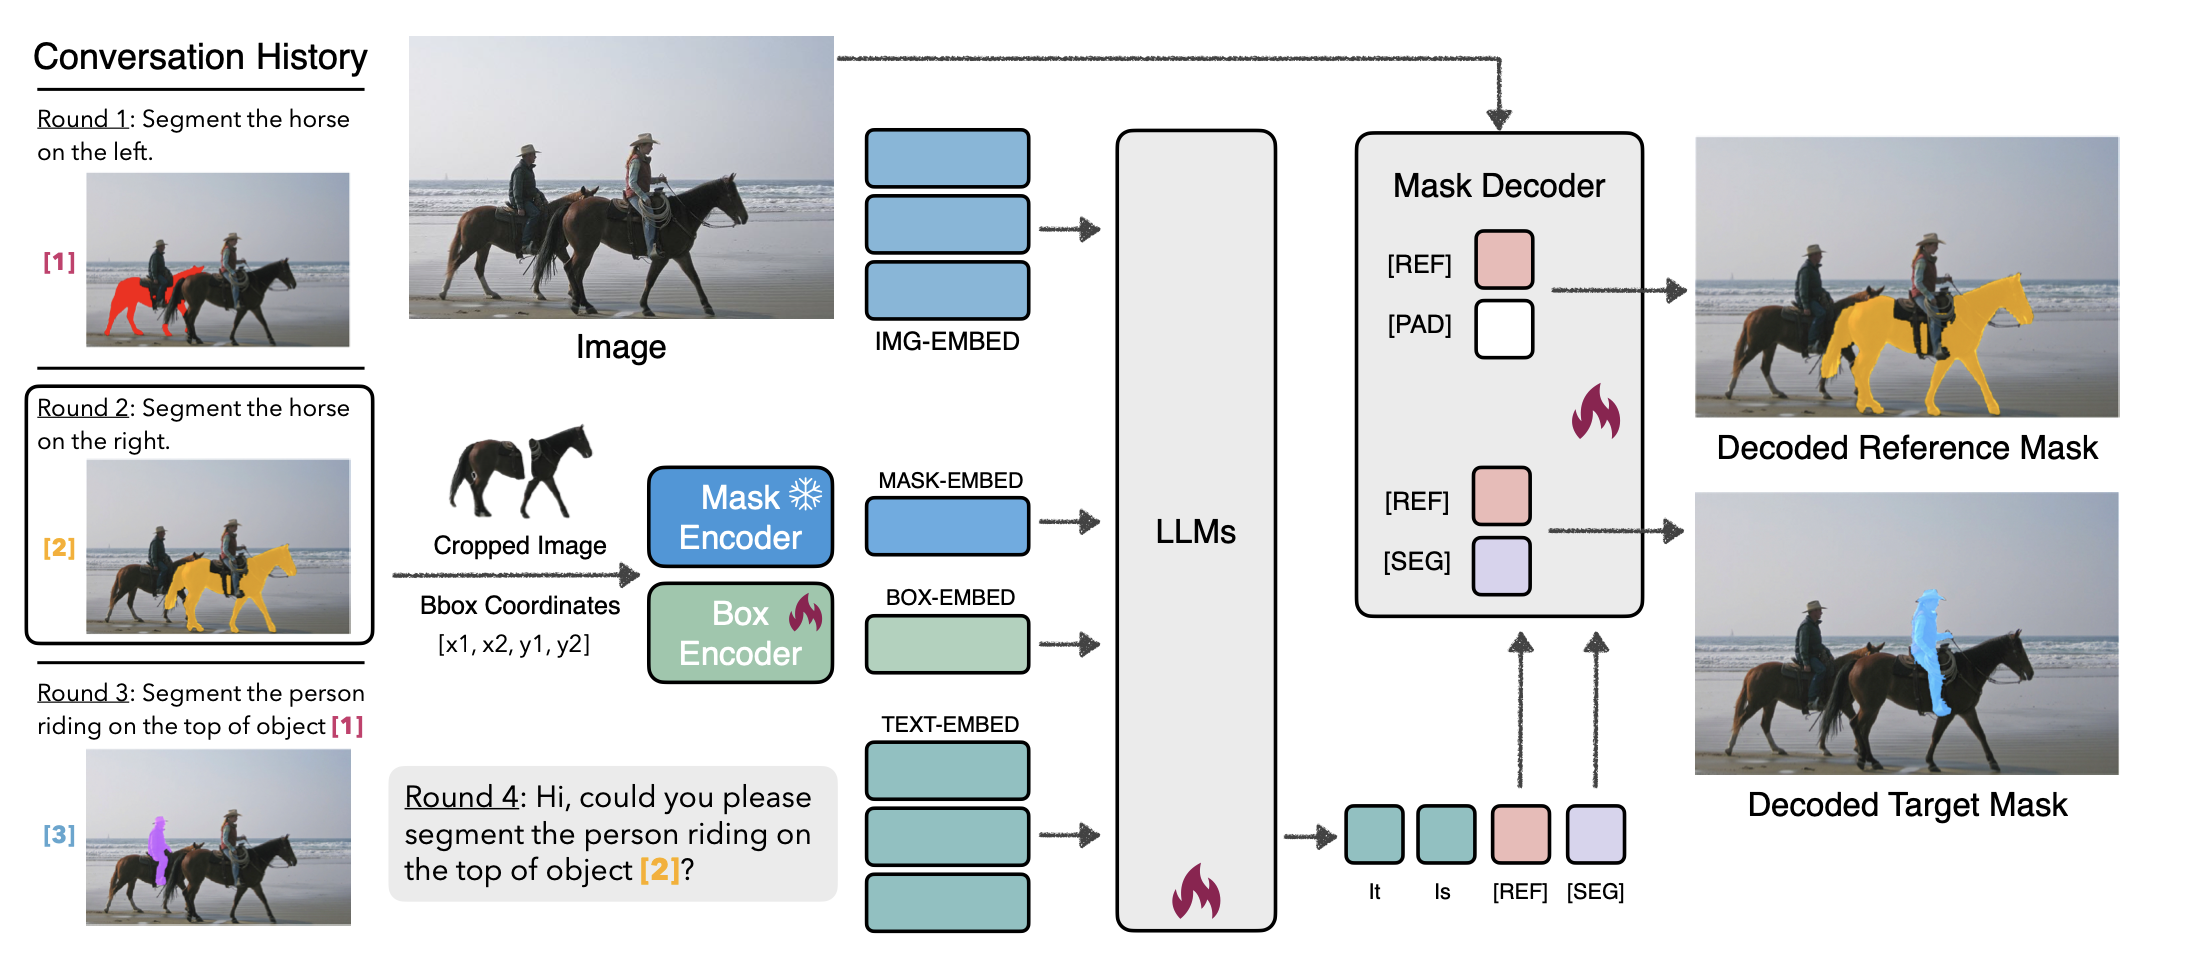 Conversation History
Round 1: Segment the horse
on the left.
[1]
Round 2: Segment the horse
on the right.
[2]
Round 3: Segment the person
riding on the top of object [1]
[3]
Image
Cropped Image
Bbox Coordinates
[x1, x2, y1, y2]
Mask
Encoder
Box
Encoder
Round 4: Hi, could you please
segment the person riding on
the top of object [2]?
IMG-EMBED
MASK-EMBED
BOX-EMBED
TEXT-EMBED
LLMs
It Is [REF] [SEG]
Mask Decoder
[REF]
[PAD]
[REF]
[SEG]
Decoded Reference Mask
Decoded Target Mask